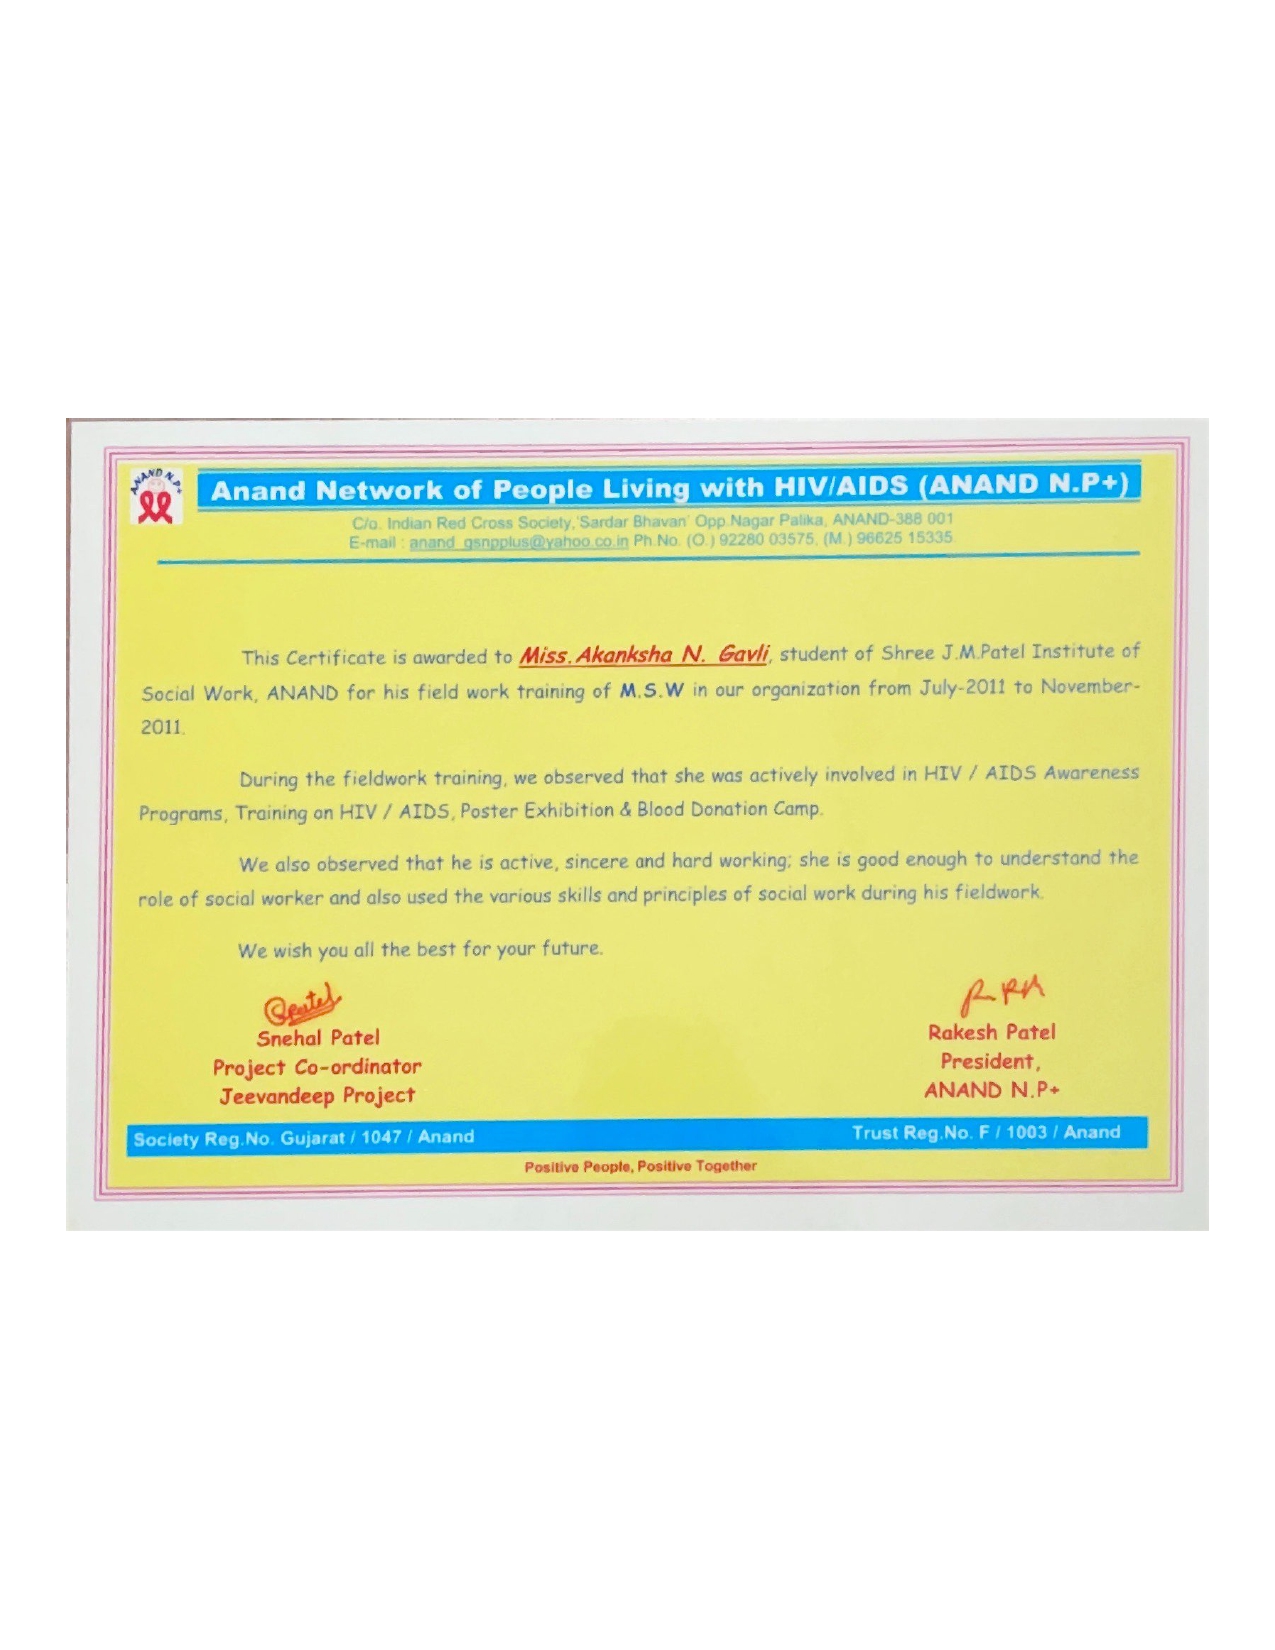 ANAND N.P+
Anand Network of People Living with HIV/AIDS (ANAND N.P+)
C/o. Indian Red Cross Society,'Sardar Bhavan' Opp.Nagar Palika, ANAND-388 001
E-mail : anand_gsnpplus@yahoo.co.in Ph.No. (O.) 92280 03575, (M.) 96625 15335
This Certificate is awarded to Miss. Akanksha N. Gavli, student of Shree J.M.Patel Institute of
Social Work, ANAND for his field work training of M.S.W in our organization from July-2011 to November-
2011.
During the fieldwork training, we observed that she was actively involved in HIV / AIDS Awareness
Programs, Training on HIV / AIDS, Poster Exhibition & Blood Donation Camp.
We also observed that he is active, sincere and hard working; she is good enough to understand the
role of social worker and also used the various skills and principles of social work during his fieldwork.
We wish you all the best for your future.
Snehal Patel
Project Co-ordinator
Jeevandeep Project
Rakesh Patel
President,
ANAND N.P+
Society Reg.No. Gujarat / 1047 / Anand
Trust Reg.No. F / 1003 / Anand
Positive People, Positive Together